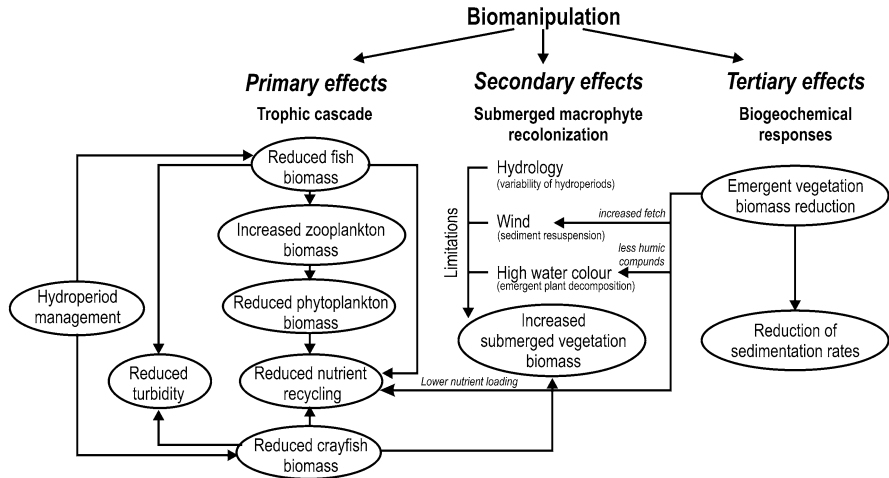 Biomanipulation
Primary effects
Trophic cascade
Secondary effects
Submerged macrophyte
recolonization
Tertiary effects
Biogeochemical
responses
Reduced fish
biomass
Increased zooplankton
biomass
Reduced phytoplankton
biomass
Hydroperiod
management
Reduced
turbidity
Reduced nutrient
recycling
Reduced crayfish
biomass
Limitations
Hydrology
(variability of hydroperiods)
Wind
(sediment resuspension)
High water colour
(emergent plant decomposition)
Increased
submerged vegetation
biomass
increased fetch
less humic
compunds
Lower nutrient loading
Emergent vegetation
biomass reduction
Reduction of
sedimentation rates